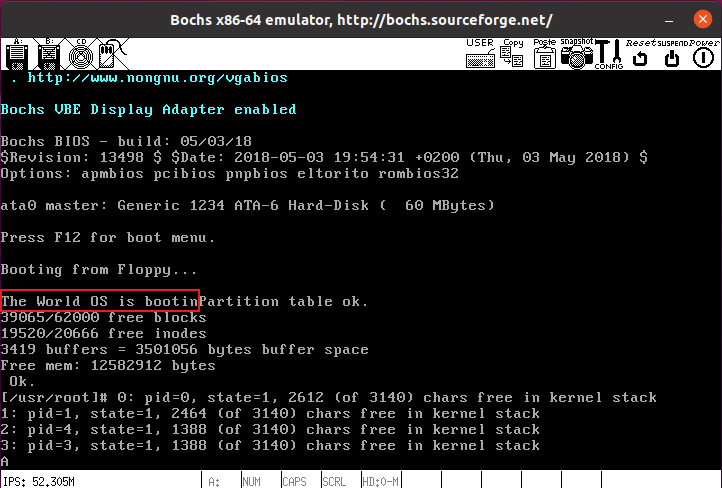 Bochs x86-64 emulator, http://bochs.sourceforge.net/
A: B: CD USER Copy Paste snapshot CONFIG Reset SUSPEND Power
. http://www.nongnu.org/vgabios
Bochs VBE Display Adapter enabled
Bochs BIOS - build: 05/03/18
$Revision: 13498 $ $Date: 2018-05-03 19:54:31 +0200 (Thu, 03 May 2018) $
Options: apmbios pcibios pnpbios eltorito rombios32
ata0 master: Generic 1234 ATA-6 Hard-Disk (  60 MBytes)
Press F12 for boot menu.
Booting from Floppy...
The World OS is bootinPartition table ok.
39065/62000 free blocks
19520/20666 free inodes
3419 buffers = 3501056 bytes buffer space
Free mem: 12582912 bytes
Ok.
[/usr/root]# 0: pid=0, state=1, 2612 (of 3140) chars free in kernel stack
1: pid=1, state=1, 2464 (of 3140) chars free in kernel stack
2: pid=4, state=1, 1388 (of 3140) chars free in kernel stack
3: pid=3, state=1, 1388 (of 3140) chars free in kernel stack
A
IPS: 52.305M A: NUM CAPS SCRL HD:0-M